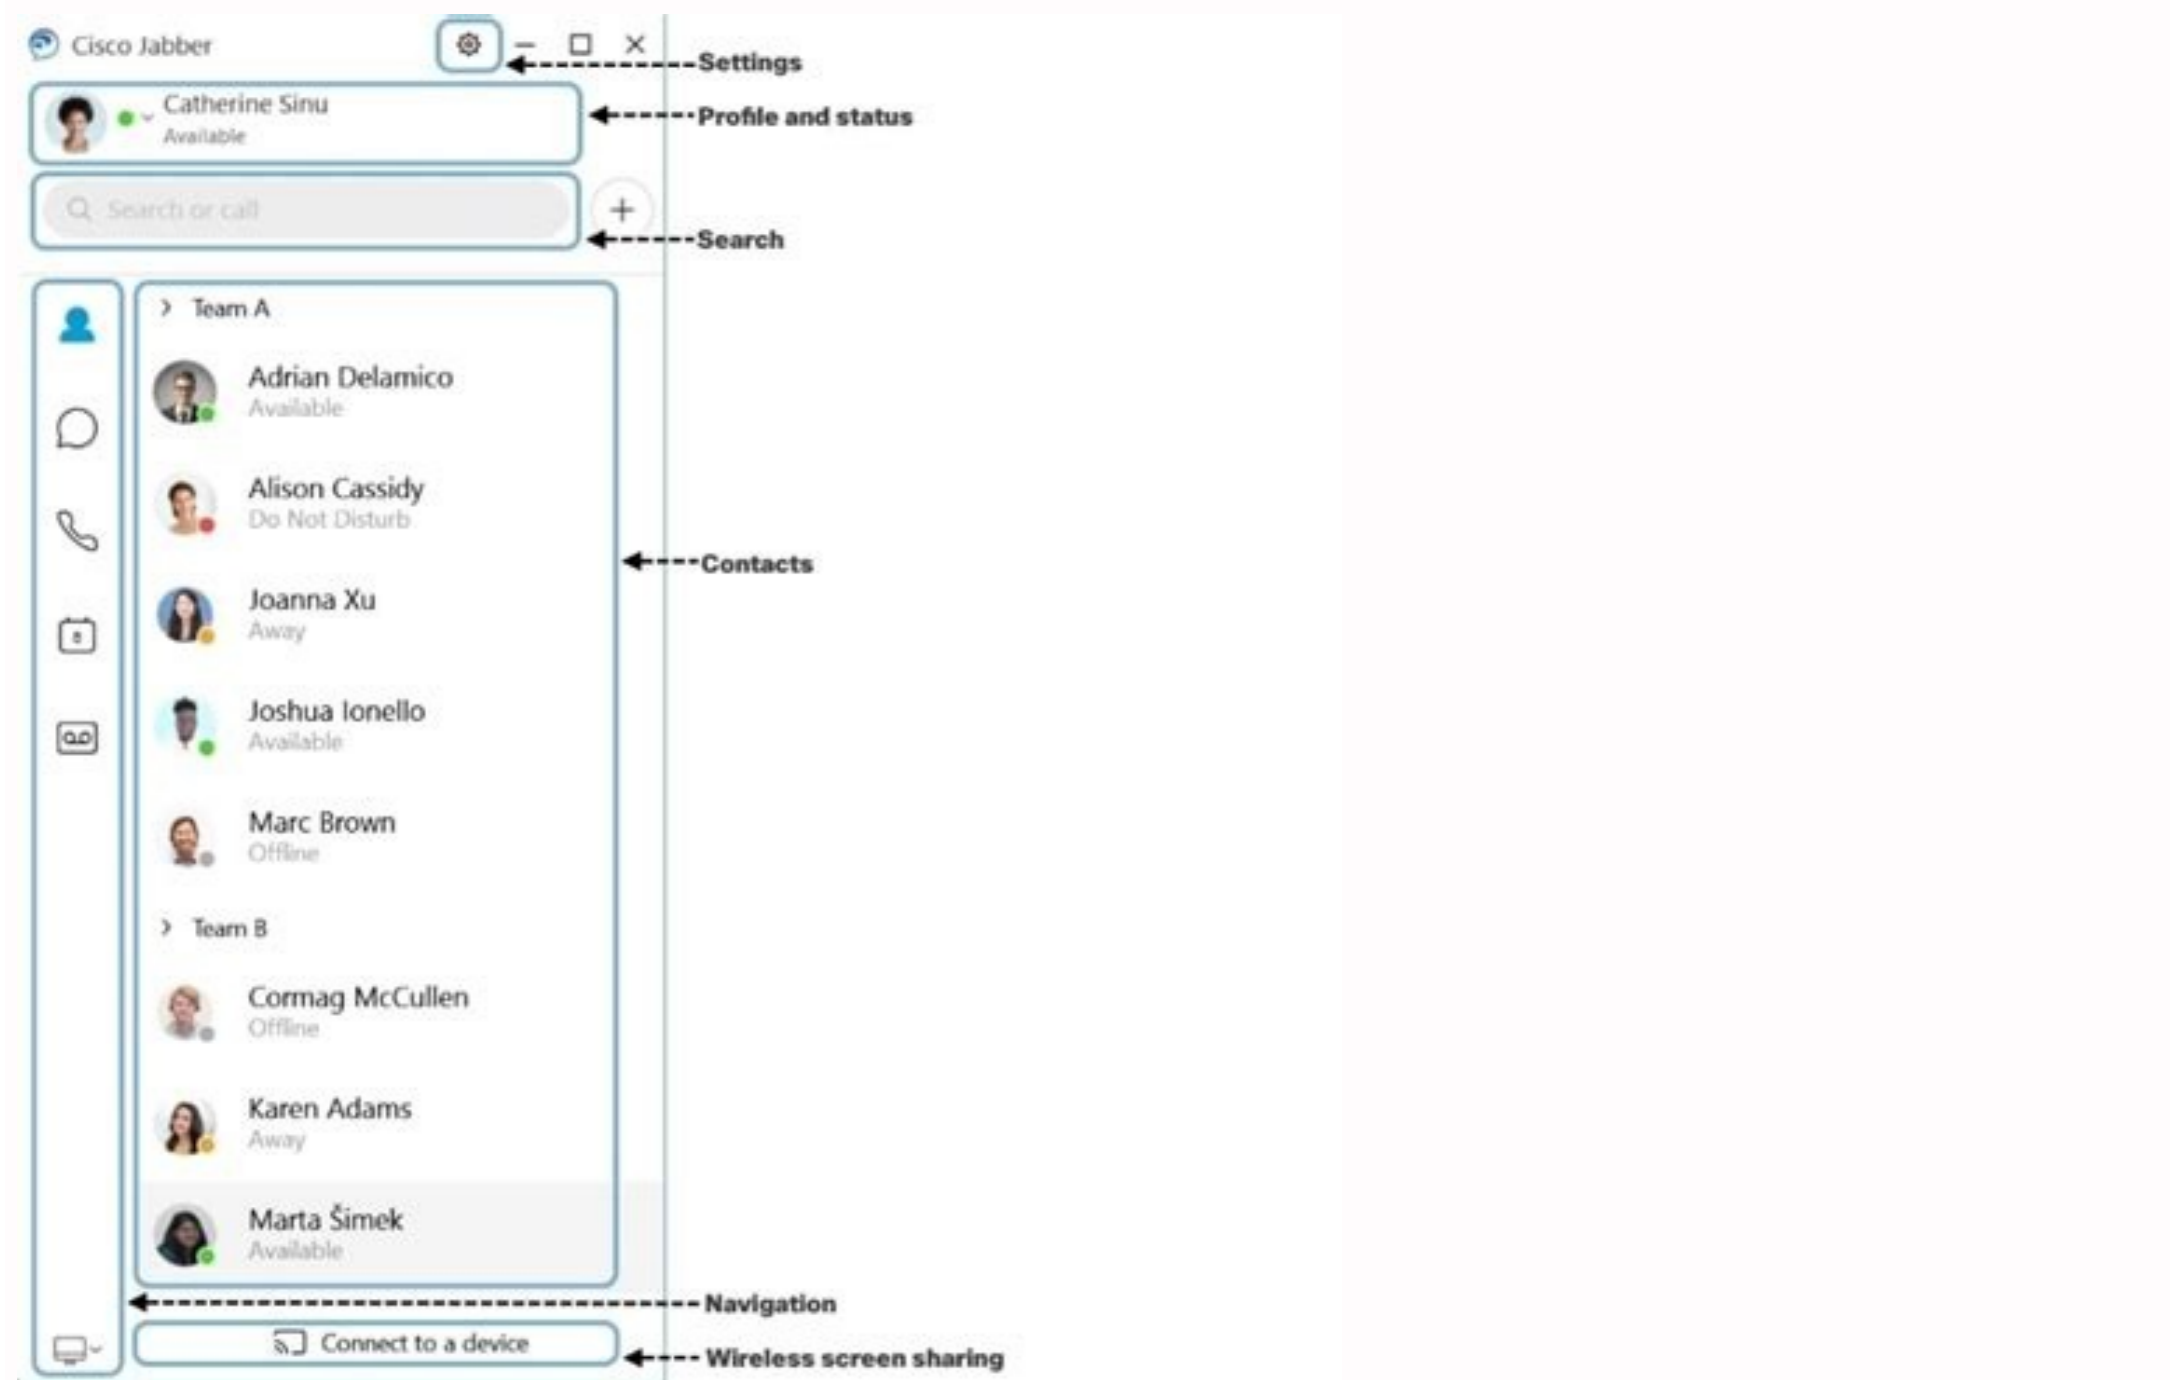 Cisco Jabber
Settings
Catherine Sinu
Available
Profile and status
Search or call
Search
Team A
Adrian Delamico
Available
Alison Cassidy
Do Not Disturb
Contacts
Joanna Xu
Away
Joshua Ionello
Available
Marc Brown
Offline
Team B
Cormag McCullen
Offline
Karen Adams
Away
Marta Šimek
Available
Navigation
Connect to a device
Wireless screen sharing